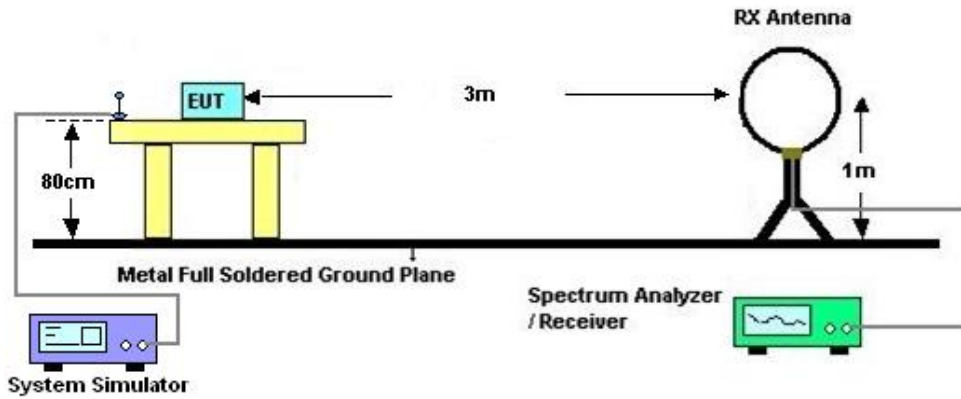 RX Antenna
EUT
3m
80cm
1m
Metal Full Soldered Ground Plane
Spectrum Analyzer
/ Receiver
System Simulator